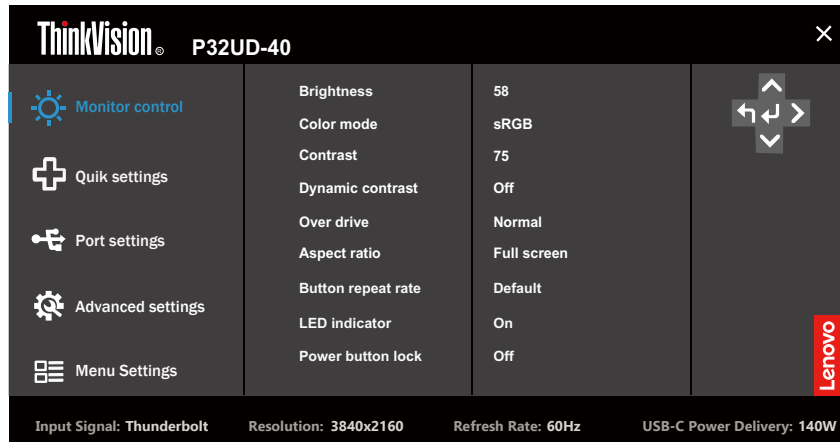 ThinkVision® P32UD-40
Monitor control
Quik settings
Port settings
Advanced settings
Menu Settings
Brightness 58
Color mode sRGB
Contrast 75
Dynamic contrast Off
Over drive Normal
Aspect ratio Full screen
Button repeat rate Default
LED indicator On
Power button lock Off
Lenovo
Input Signal: Thunderbolt Resolution: 3840x2160 Refresh Rate: 60Hz USB-C Power Delivery: 140W